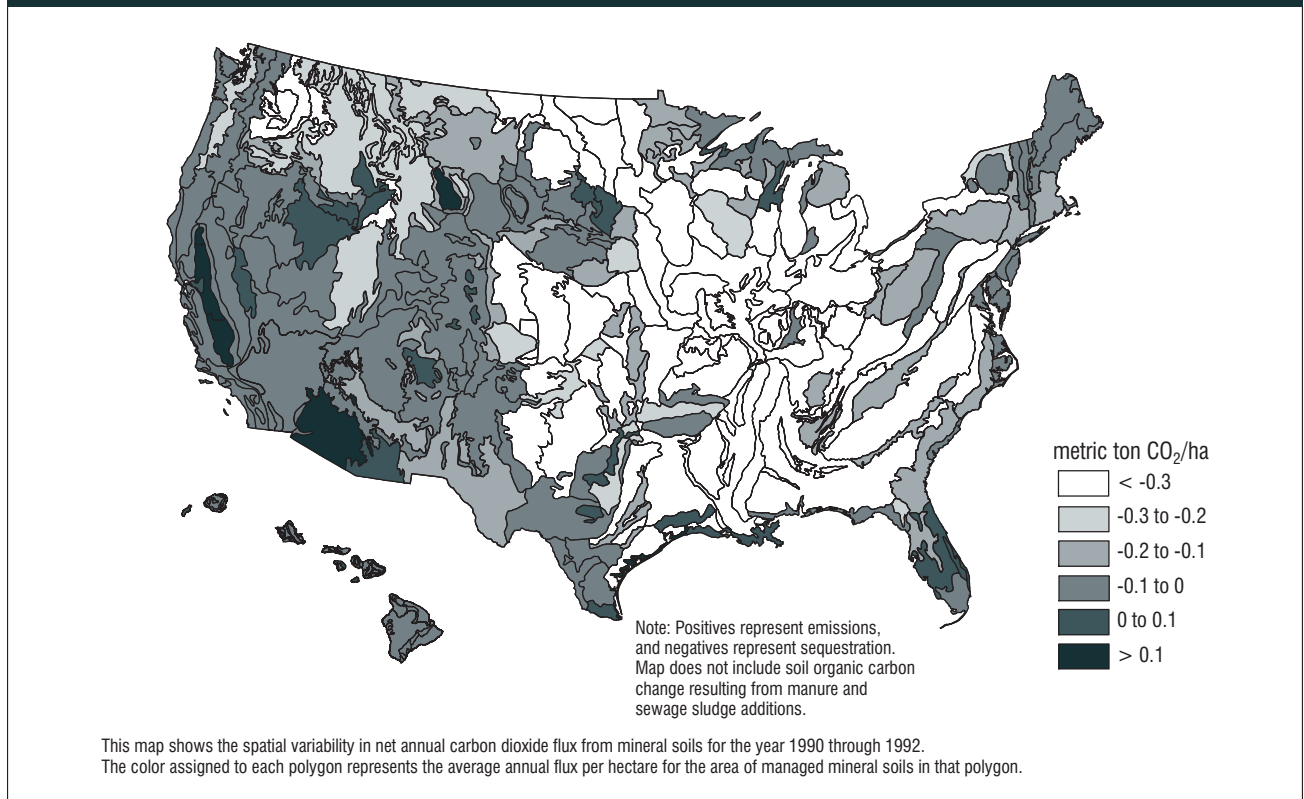 metric ton CO₂/ha
< -0.3
-0.3 to -0.2
-0.2 to -0.1
-0.1 to 0
0 to 0.1
> 0.1
Note: Positives represent emissions,
and negatives represent sequestration.
Map does not include soil organic carbon
change resulting from manure and
sewage sludge additions.
This map shows the spatial variability in net annual carbon dioxide flux from mineral soils for the year 1990 through 1992.
The color assigned to each polygon represents the average annual flux per hectare for the area of managed mineral soils in that polygon.